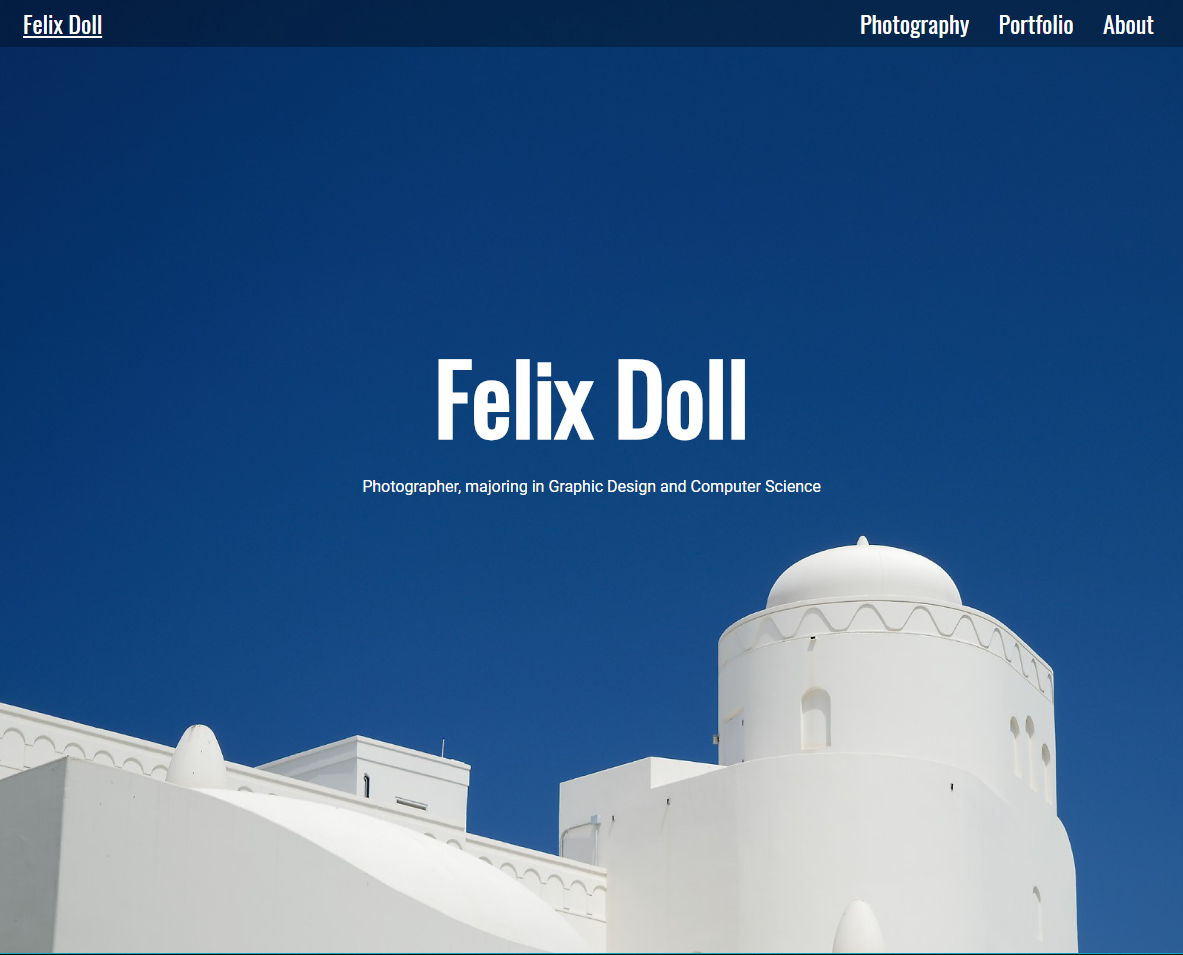 Felix Doll
Photography Portfolio About
Felix Doll
Photographer, majoring in Graphic Design and Computer Science